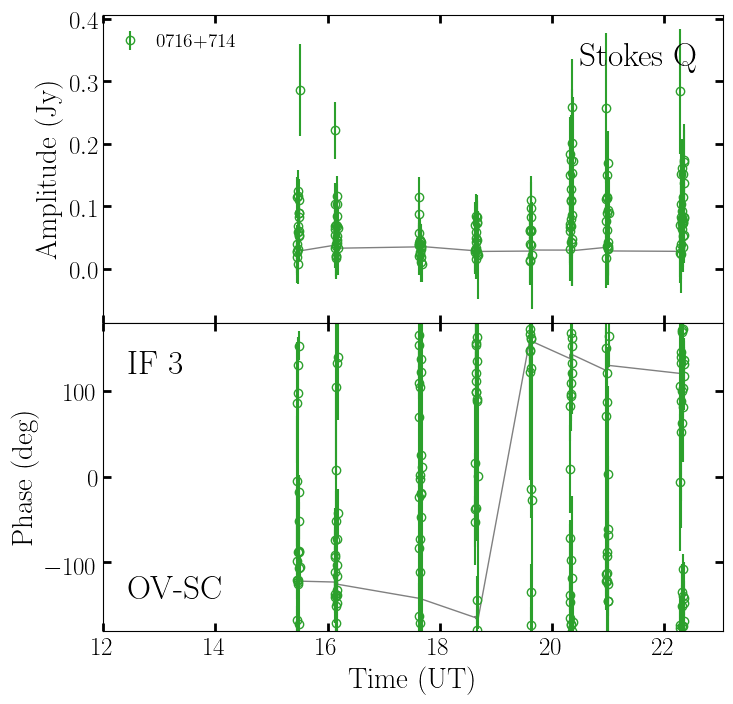 0.4
0.3
0.2
0.1
0.0
Amplitude (Jy)
0716+714
Stokes Q
100
0
−100
Phase (deg)
IF 3
OV-SC
12 14 16 18 20 22
Time (UT)